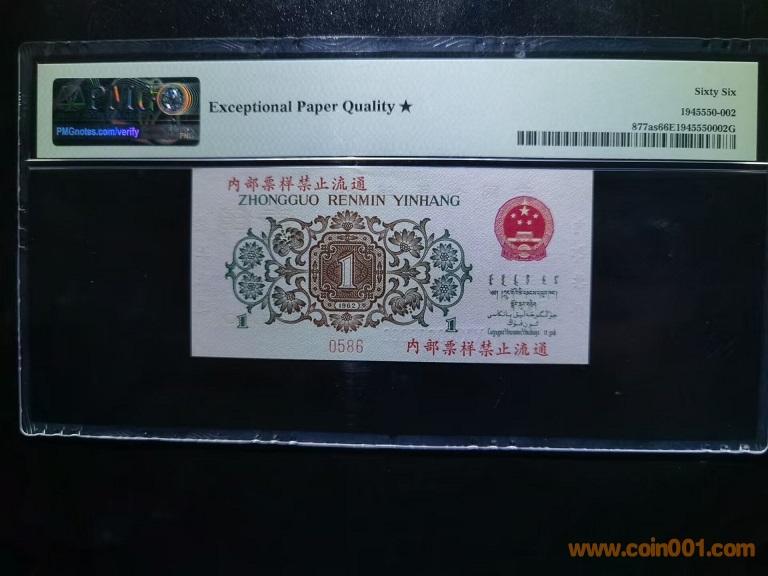 PMG
PMGnotes.com/verify
Exceptional Paper Quality ★
Sixty Six
1945550-002
877as66E1945550002G
内部票样禁止流通
ZHONGGUO RENMIN YINHANG
1
(1962)
1
1
0586
内部票样禁止流通
www.coin001.com